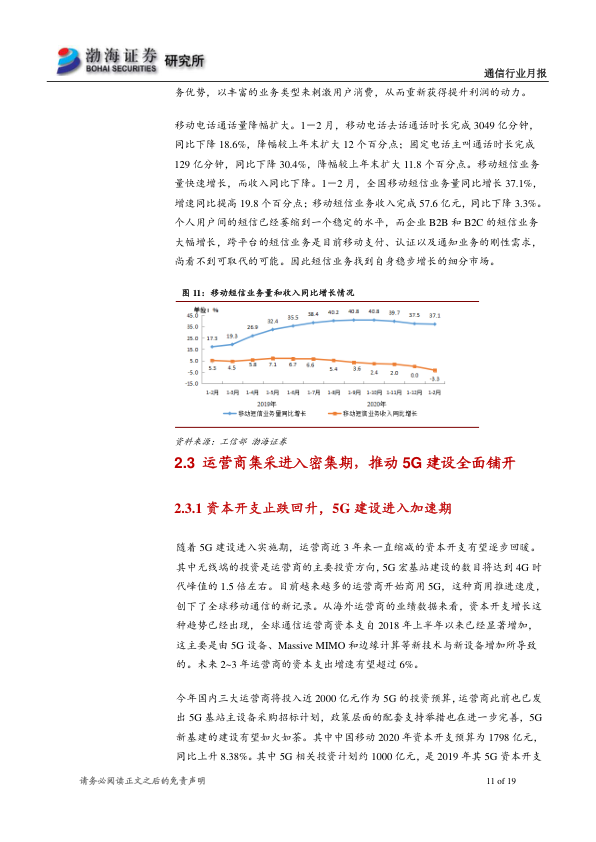 渤海证券 研究所
BOHAI SECURITIES
通信行业月报
务优势，以丰富的业务类型来刺激用户消费，从而重新获得提升利润的动力。
移动电话通话量降幅扩大。1－2 月，移动电话去话通话时长完成 3049 亿分钟，
同比下降 18.6%，降幅较上年末扩大 12 个百分点；固定电话主叫通话时长完成
129 亿分钟，同比下降 30.4%，降幅较上年末扩大 11.8 个百分点。移动短信业务
量快速增长，而收入同比下降。1－2 月，全国移动短信业务量同比增长 37.1%，
增速同比提高 19.8 个百分点；移动短信业务收入完成 57.6 亿元，同比下降 3.3%。
个人用户间的短信已经萎缩到一个稳定的水平，而企业 B2B 和 B2C 的短信业务
大幅增长，跨平台的短信业务是目前移动支付、认证以及通知业务的刚性需求，
尚看不到可取代的可能。因此短信业务找到自身稳步增长的细分市场。
图 11：移动短信业务量和收入同比增长情况
单位：%
45.0
35.0
25.0
15.0
5.0
-5.0
-15.0
17.3 19.3 26.9 32.4 35.5 38.4 40.2 40.8 40.8 39.7 37.5 37.1
5.3 4.5 5.8 7.1 6.7 6.6 5.4 3.6 2.4 2.0 0.0 -3.3
1-2月 1-3月 1-4月 1-5月 1-6月 1-7月 1-8月 1-9月 1-10月 1-11月 1-12月 1-2月
2019年 2020年
移动短信业务量同比增长 移动短信业务收入同比增长
资料来源：工信部 渤海证券
2.3 运营商集采进入密集期，推动 5G 建设全面铺开
2.3.1 资本开支止跌回升，5G 建设进入加速期
随着 5G 建设进入实施期，运营商近 3 年来一直缩减的资本开支有望逐步回暖。
其中无线端的投资是运营商的主要投资方向，5G 宏基站建设的数目将达到 4G 时
代峰值的 1.5 倍左右。目前越来越多的运营商开始商用 5G，这种商用推进速度，
创下了全球移动通信的新记录。从海外运营商的业绩数据来看，资本开支增长这
种趋势已经出现，全球通信运营商资本支自 2018 年上半年以来已经显著增加，
这主要是由 5G 设备、Massive MIMO 和边缘计算等新技术与新设备增加所导致
的。未来 2~3 年运营商的资本支出增速有望超过 6%。
今年国内三大运营商将投入近 2000 亿元作为 5G 的投资预算，运营商此前也已发
出 5G 基站主设备采购招标计划，政策层面的配套支持举措也在进一步完善，5G
新基建的建设有望如火如荼。其中中国移动 2020 年资本开支预算为 1798 亿元，
同比上升 8.38%。其中 5G 相关投资计划约 1000 亿元，是 2019 年其 5G 资本开支
请务必阅读正文之后的免责声明 11 of 19